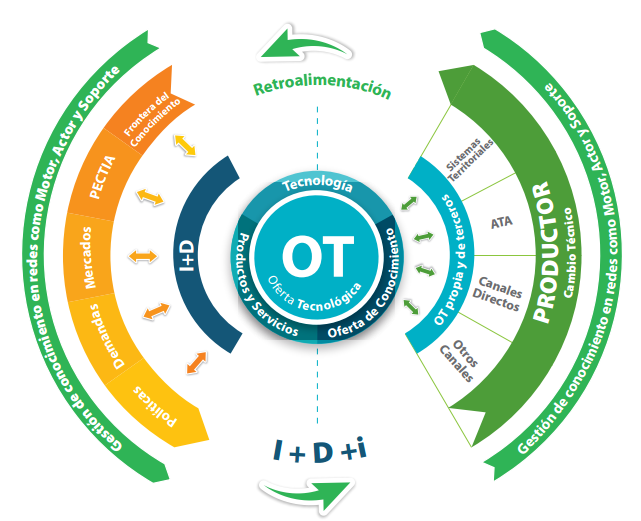 Retroalimentación
Gestión de conocimiento en redes como Motor, Actor y Soporte
Frontera del
Conocimiento
PECTIA
Mercados
Demandas
Políticas
I+D
Tecnología
Productos y Servicios
Oferta de Conocimiento
OT
Oferta Tecnológica
OT propia y de terceros
Sistemas
Territoriales
ATA
Canales
Directos
Otros
Canales
PRODUCTOR
Cambio Técnico
Gestión de conocimiento en redes como Motor, Actor y Soporte
I + D +i